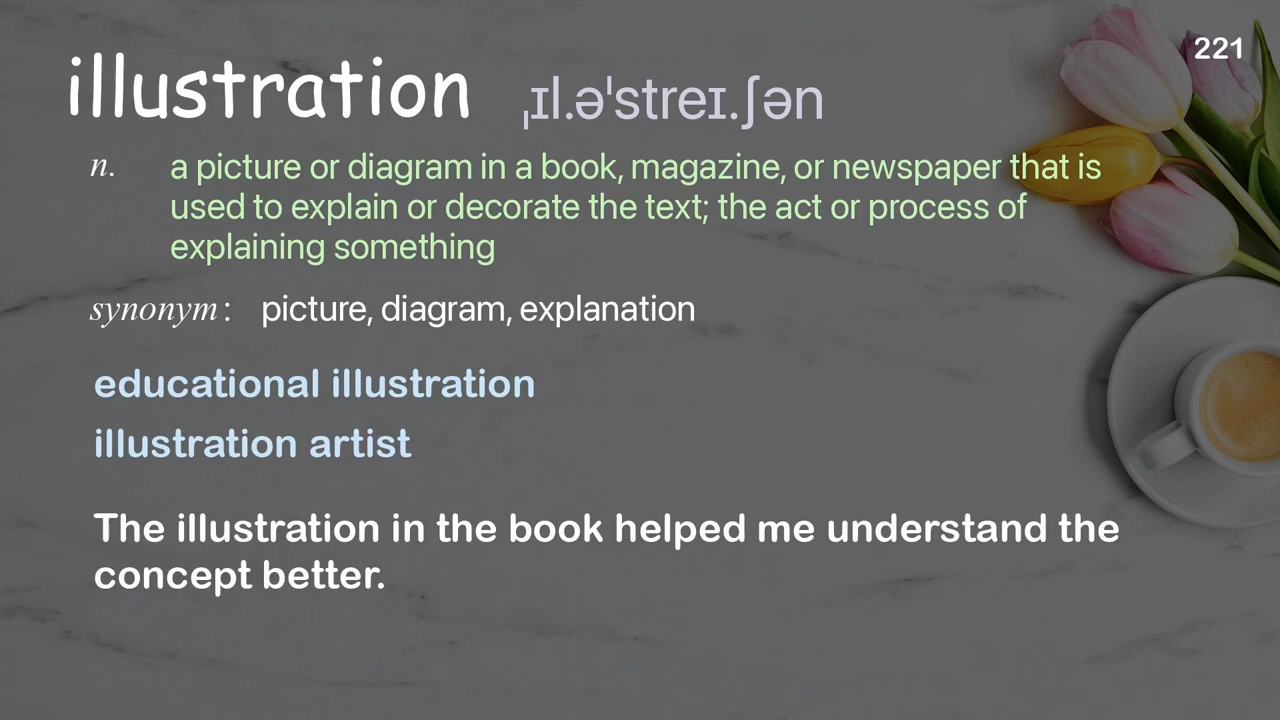 221
illustration ˌɪl.əˈstreɪ.ʃən
n. a picture or diagram in a book, magazine, or newspaper that is
used to explain or decorate the text; the act or process of
explaining something
synonym: picture, diagram, explanation
educational illustration
illustration artist
The illustration in the book helped me understand the
concept better.